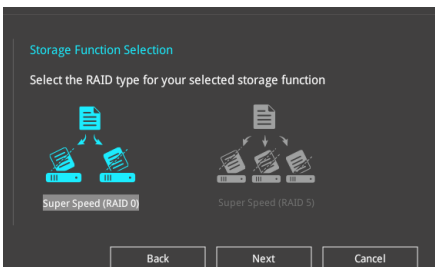 Storage Function Selection
Select the RAID type for your selected storage function
Super Speed (RAID 0)
Super Speed (RAID 5)
Back
Next
Cancel